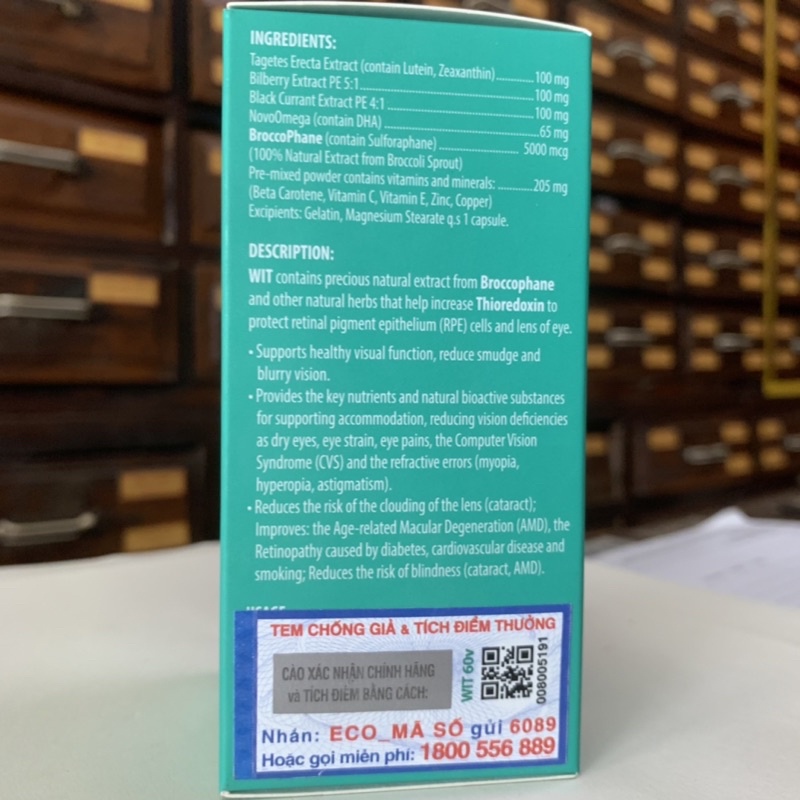 INGREDIENTS:
Tagetes Erecta Extract (contain Lutein, Zeaxanthin)..........100 mg
Bilberry Extract PE 5:1..........100 mg
Black Currant Extract PE 4:1..........100 mg
NovoOmega (contain DHA)..........65 mg
BroccoPhane (contain Sulforaphane)..........5000 mcg
(100% Natural Extract from Broccoli Sprout)
Pre-mixed powder contains vitamins and minerals:..........205 mg
(Beta Carotene, Vitamin C, Vitamin E, Zinc, Copper)
Excipients: Gelatin, Magnesium Stearate q.s 1 capsule.
DESCRIPTION:
WIT contains precious natural extract from Broccophane
and other natural herbs that help increase Thioredoxin to
protect retinal pigment epithelium (RPE) cells and lens of eye.
• Supports healthy visual function, reduce smudge and
blurry vision.
• Provides the key nutrients and natural bioactive substances
for supporting accommodation, reducing vision deficiencies
as dry eyes, eye strain, eye pains, the Computer Vision
Syndrome (CVS) and the refractive errors (myopia,
hyperopia, astigmatism).
• Reduces the risk of the clouding of the lens (cataract);
Improves: the Age-related Macular Degeneration (AMD), the
Retinopathy caused by diabetes, cardiovascular disease and
smoking; Reduces the risk of blindness (cataract, AMD).
TEM CHỐNG GIẢ & TÍCH ĐIỂM THƯỞNG
CÀO XÁC NHẬN CHÍNH HÃNG
và TÍCH ĐIỂM BẰNG CÁCH:
WIT 60v
008005191
Nhắn: ECO_MÃ SỐ gửi 6089
Hoặc gọi miễn phí: 1800 556 889